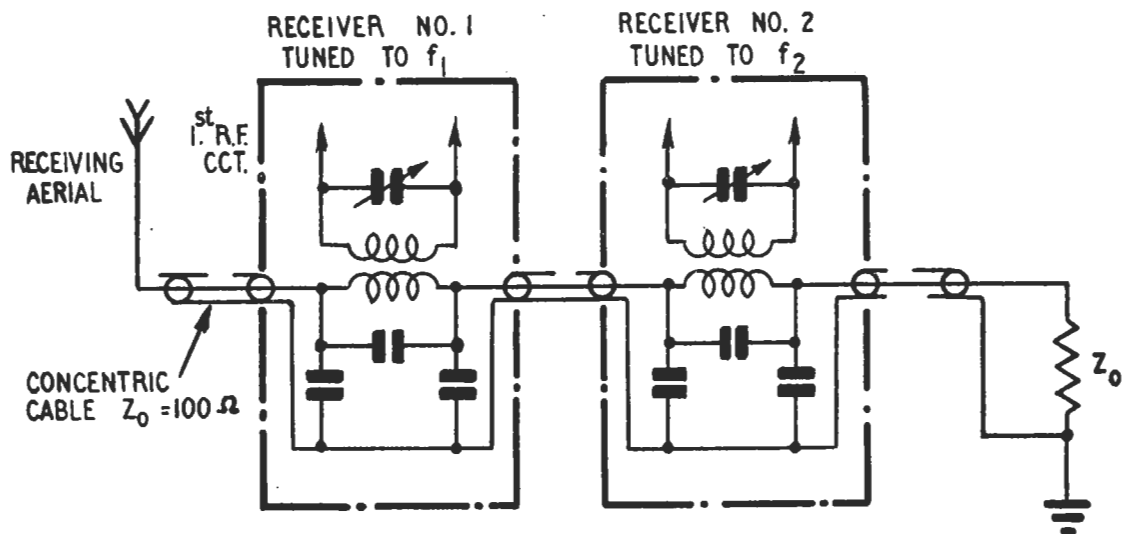 RECEIVER NO. 1
TUNED TO f₁
RECEIVER NO. 2
TUNED TO f₂
1st R.F.
CCT.
RECEIVING
AERIAL
CONCENTRIC
CABLE Z₀ = 100 Ω
Z₀